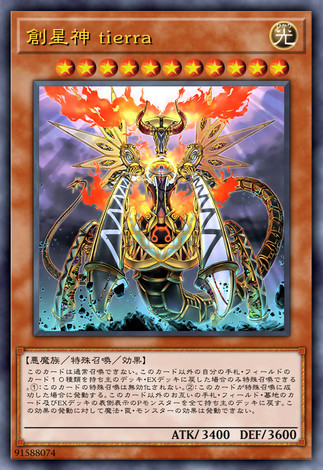 創星神 tierra
光
【悪魔族／特殊召喚／効果】
このカードは通常召喚できない。このカード以外の自分の手札・フィールドの
カード１０種類を持ち主のデッキ・EXデッキに戻した場合のみ特殊召喚できる
。①：このカードの特殊召喚は無効化されない。②：このカードが特殊召喚に成
功した場合に発動する。このカード以外のお互いの手札・フィールド・墓地のカ
ード及びEXデッキの表側表示のPモンスターを全て持ち主のデッキに戻す。こ
の効果の発動に対して魔法・罠・モンスターの効果は発動できない。
ATK/ 3400 DEF/3600
91588074